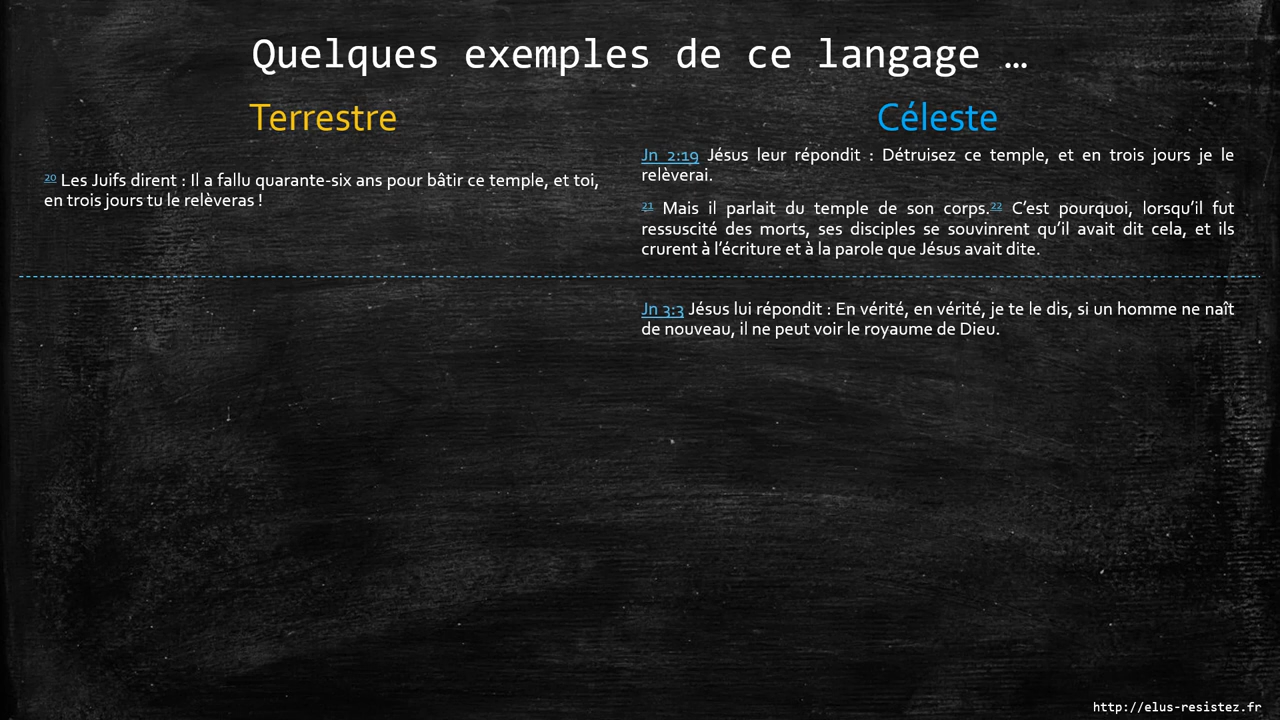 Quelques exemples de ce langage …
Terrestre
Céleste
Jn 2:19 Jésus leur répondit : Détruisez ce temple, et en trois jours je le
relèverai.
20 Les Juifs dirent : Il a fallu quarante-six ans pour bâtir ce temple, et toi,
en trois jours tu le relèveras !
21 Mais il parlait du temple de son corps.22 C’est pourquoi, lorsqu’il fut
ressuscité des morts, ses disciples se souvinrent qu’il avait dit cela, et ils
crurent à l’écriture et à la parole que Jésus avait dite.
Jn 3:3 Jésus lui répondit : En vérité, en vérité, je te le dis, si un homme ne naît
de nouveau, il ne peut voir le royaume de Dieu.
http://elus-resistez.fr